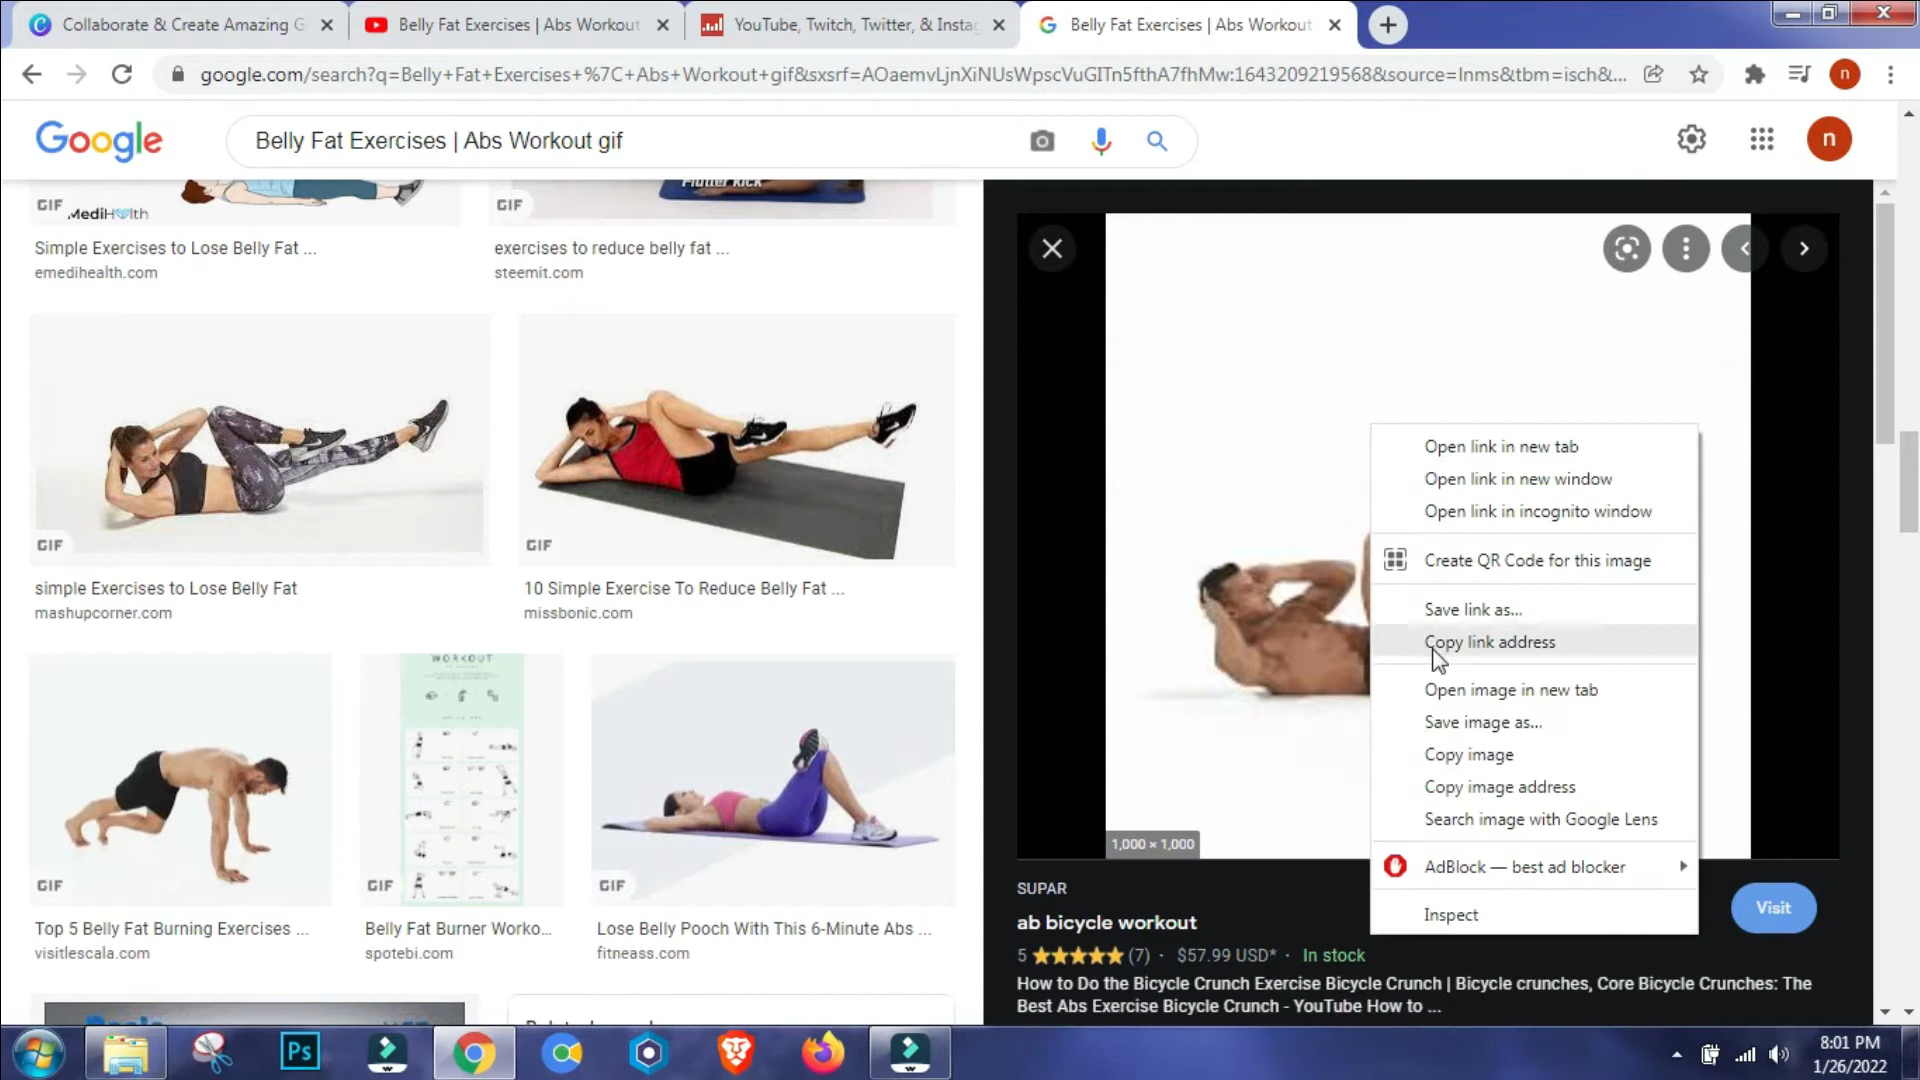 Collaborate & Create Amazing G
Belly Fat Exercises | Abs Workout
YouTube, Twitch, Twitter, & Insta
Belly Fat Exercises | Abs Workout
google.com/search?q=Belly+Fat+Exercises+%7C+Abs+Workout+gif&sxsrf=AOaemvLjnXiNUsWpscVuGITn5fthA7fhMw:1643209219568&source=lnms&tbm=isch&...
n
Google
Belly Fat Exercises | Abs Workout gif
n
GIF
MediHealth
GIF
Flutter kick
Simple Exercises to Lose Belly Fat ...
emedihealth.com
exercises to reduce belly fat ...
steemit.com
GIF
GIF
simple Exercises to Lose Belly Fat
mashupcorner.com
10 Simple Exercise To Reduce Belly Fat ...
missbonic.com
WORKOUT
GIF
GIF
GIF
Top 5 Belly Fat Burning Exercises ...
visitlescala.com
Belly Fat Burner Worko...
spotebi.com
Lose Belly Pooch With This 6-Minute Abs ...
fitneass.com
Open link in new tab
Open link in new window
Open link in incognito window
Create QR Code for this image
Save link as...
Copy link address
Open image in new tab
Save image as...
Copy image
Copy image address
Search image with Google Lens
AdBlock — best ad blocker
Inspect
1,000 × 1,000
SUPAR
ab bicycle workout
Visit
5 ★★★★★ (7) · $57.99 USD* · In stock
How to Do the Bicycle Crunch Exercise Bicycle Crunch | Bicycle crunches, Core Bicycle Crunches: The
Best Abs Exercise Bicycle Crunch - YouTube How to ...
Ps
8:01 PM
1/26/2022